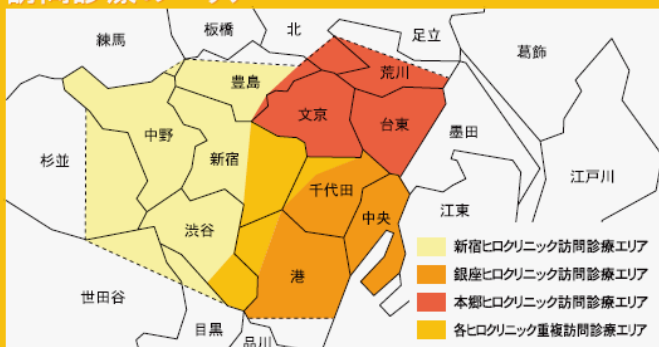 練馬
板橋
北
足立
葛飾
豊島
荒川
文京
台東
中野
杉並
新宿
墨田
江戸川
千代田
中央
江東
渋谷
港
世田谷
目黒
品川
新宿ヒロクリニック訪問診療エリア
銀座ヒロクリニック訪問診療エリア
本郷ヒロクリニック訪問診療エリア
各ヒロクリニック重複訪問診療エリア